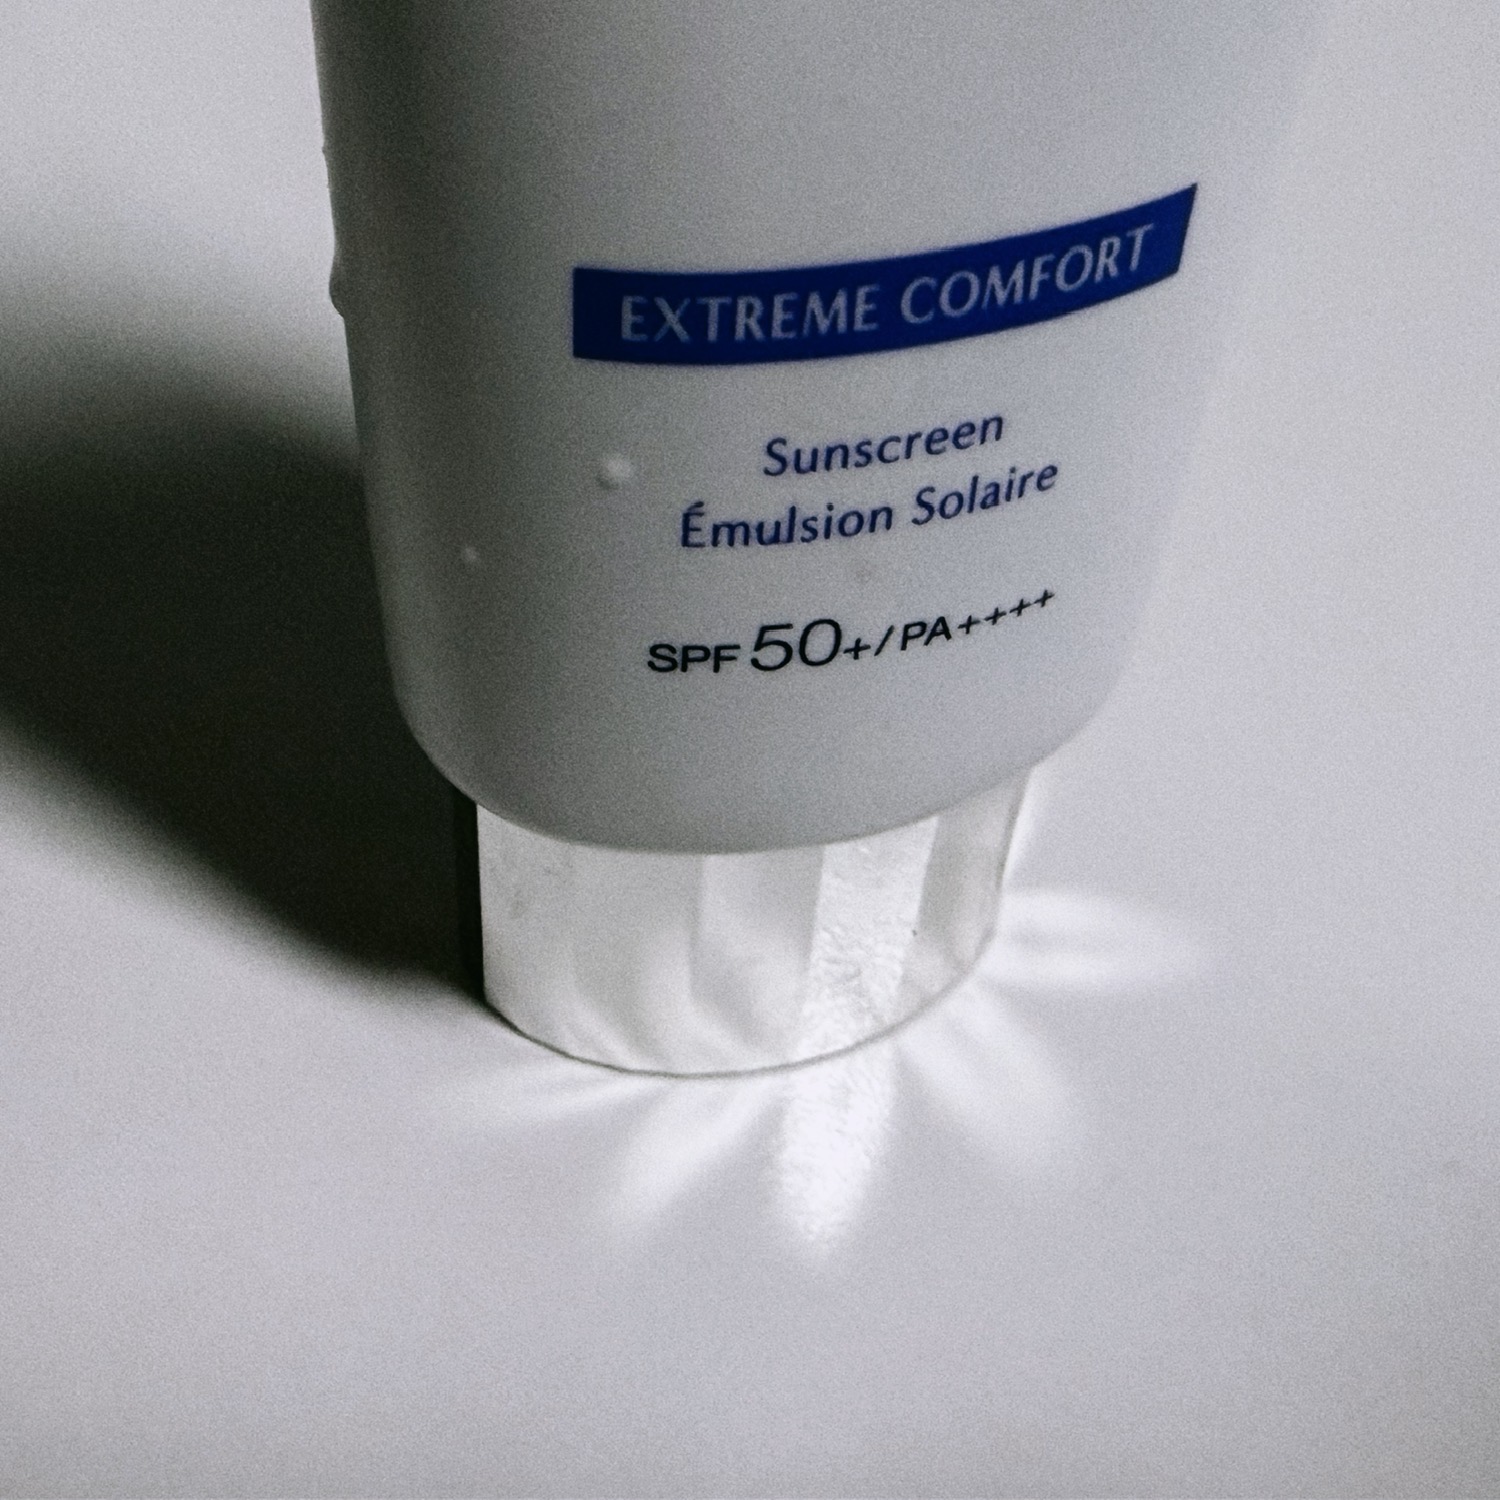 EXTREME COMFORT
Sunscreen
Émulsion Solaire
SPF 50+/PA++++